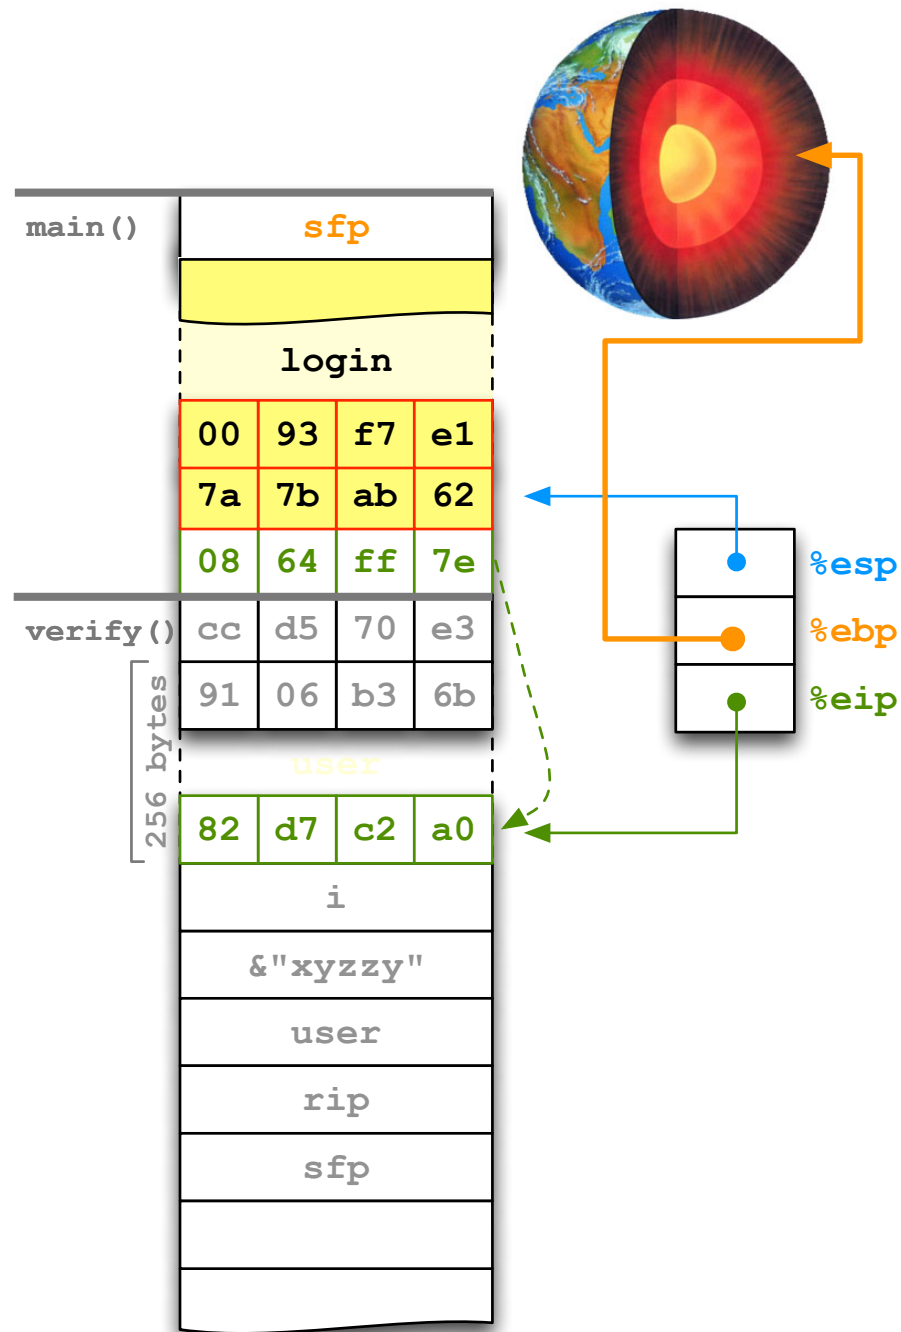 main()
sfp
login
00 93 f7 e1
7a 7b ab 62
08 64 ff 7e
verify()
cc d5 70 e3
91 06 b3 6b
256 bytes
user
82 d7 c2 a0
i
&"xyzzy"
user
rip
sfp
%esp
%ebp
%eip